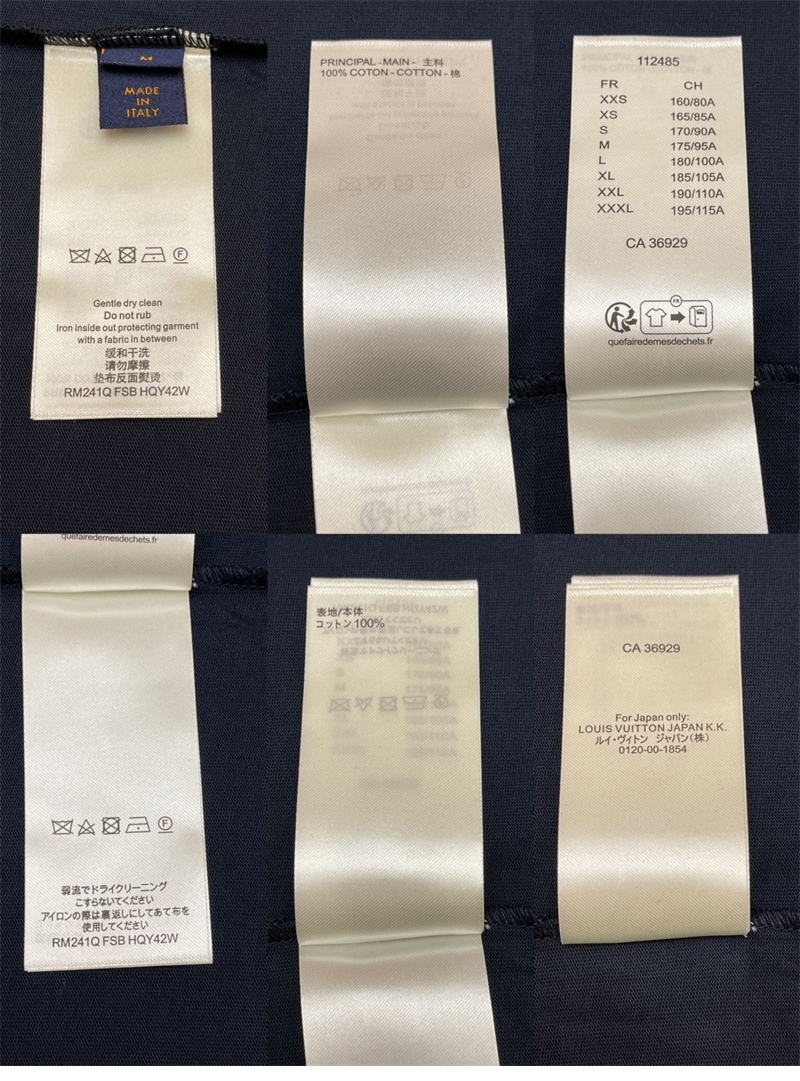 MADE
IN
ITALY
Gentle dry clean
Do not rub
Iron inside out protecting garment
with a fabric in between
缓和干洗
请勿摩擦
垫布反面熨烫
RM241Q FSB HQY42W
PRINCIPAL - MAIN - 主料
100% COTON - COTTON - 棉
112485
FR CH
XXS 160/80A
XS 165/85A
S 170/90A
M 175/95A
L 180/100A
XL 185/105A
XXL 190/110A
XXXL 195/115A
CA 36929
FR
quefairedemesdechets.fr
quefairedemesdechets.fr
弱流でドライクリーニング
こすらないでください
アイロンの際は裏返しにしてあて布を
使用してください
RM241Q FSB HQY42W
表地/本体
コットン 100%
CA 36929
For Japan only:
LOUIS VUITTON JAPAN K.K.
ルイ・ヴィトン ジャパン(株)
0120-00-1854